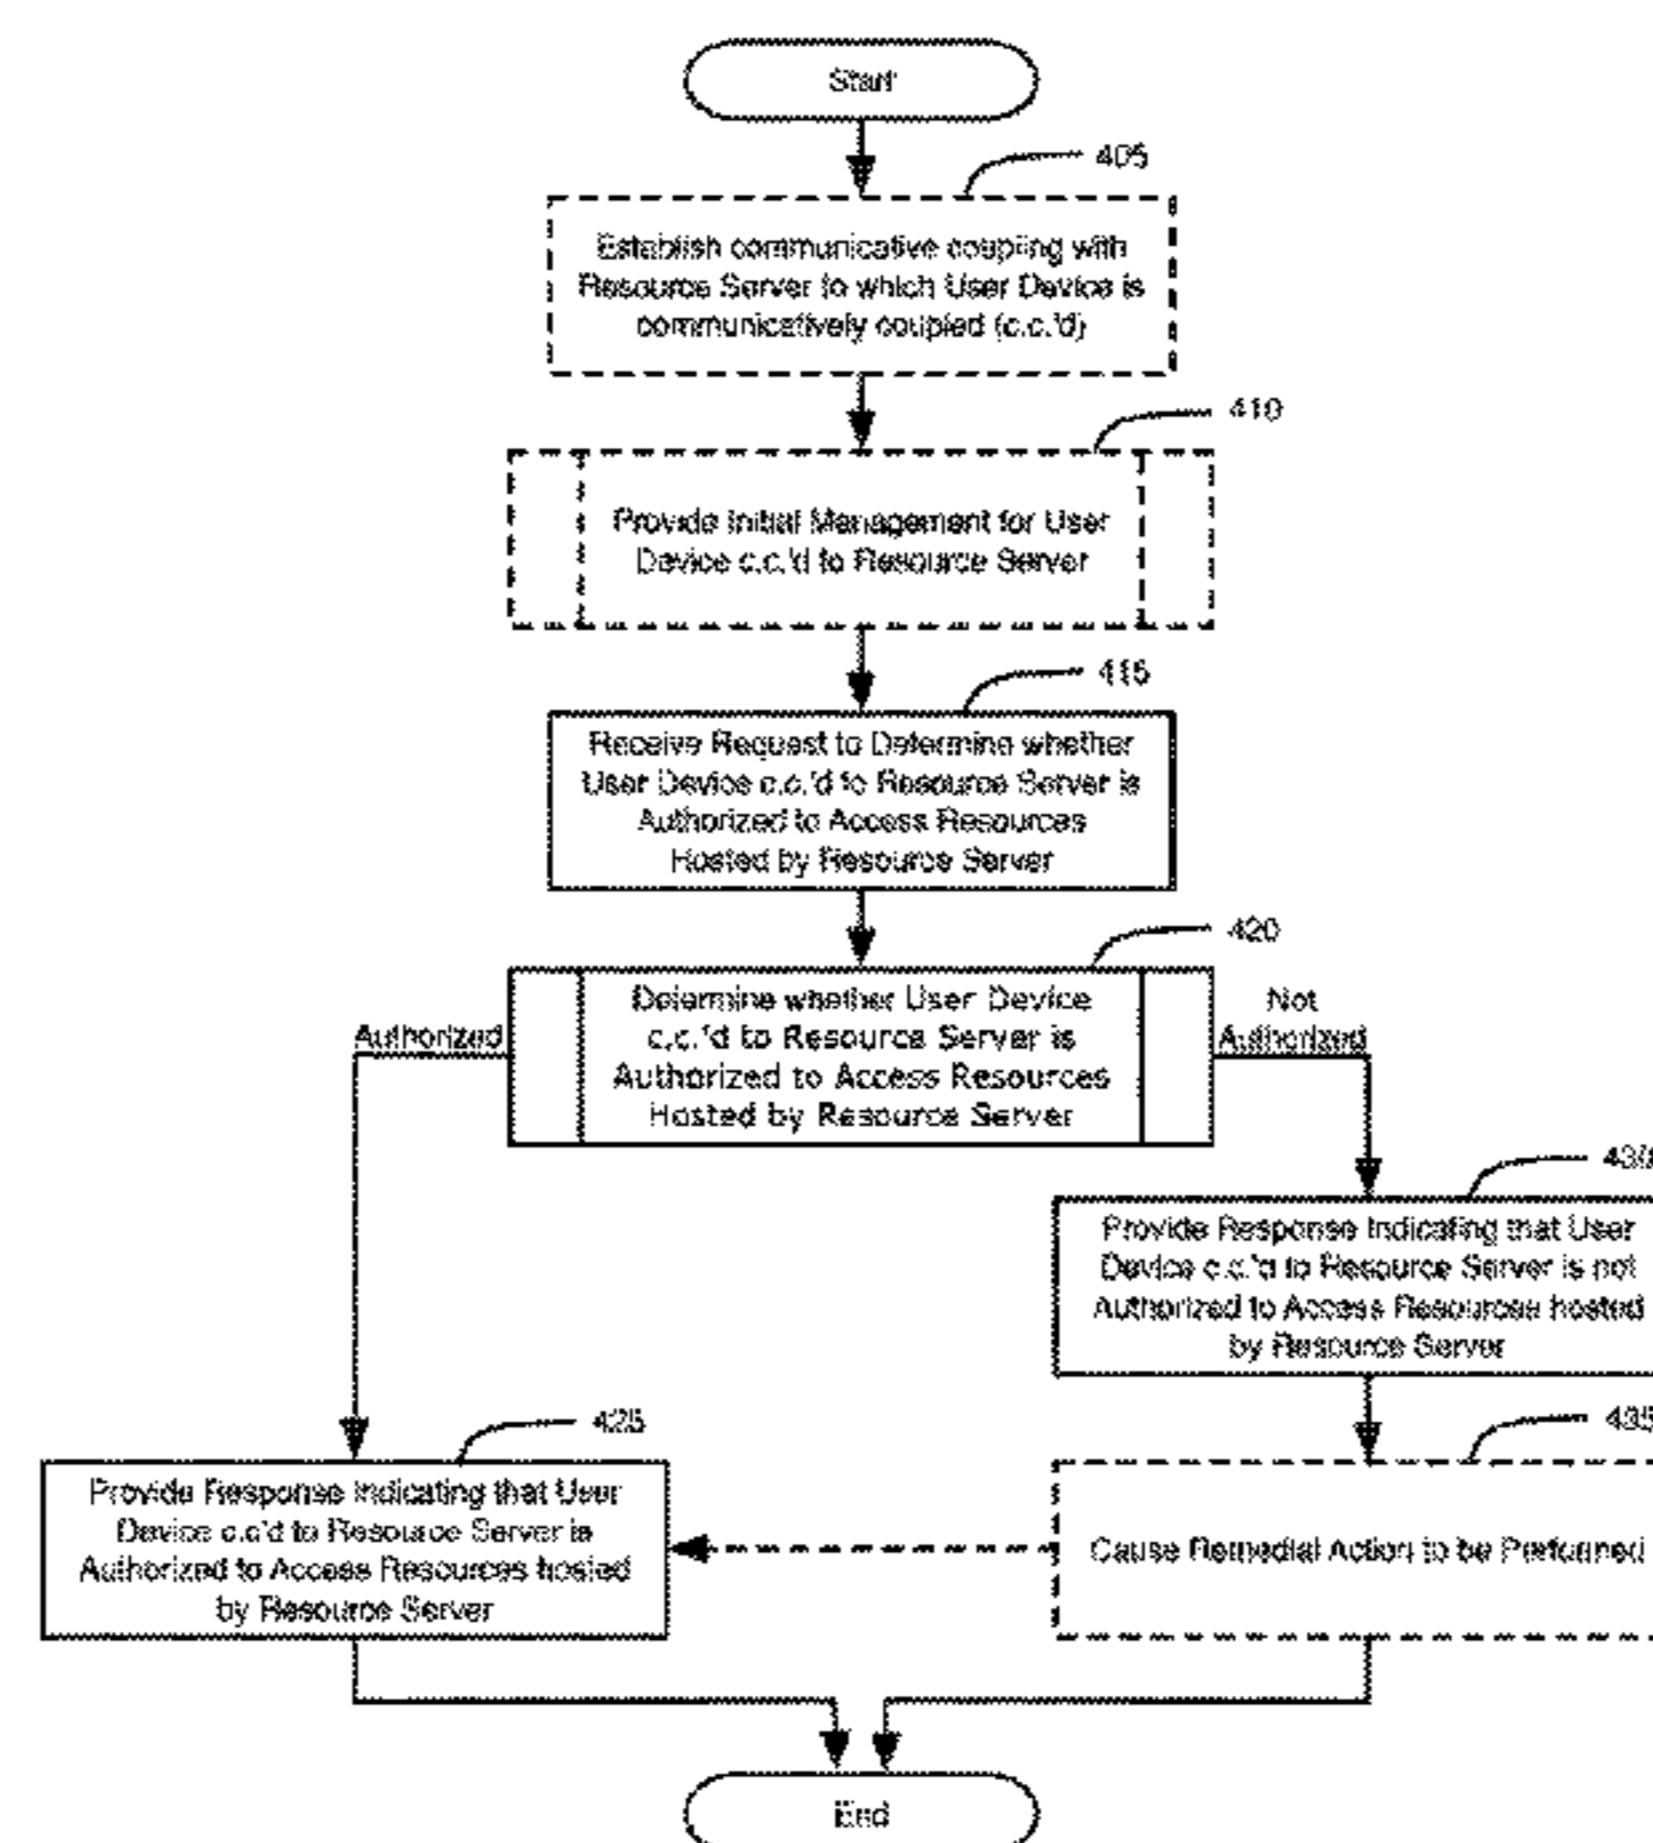 Start
405
Establish communicative coupling with
Resource Server to which User Device is
communicatively coupled (c.c.'d)
410
Provide Initial Management for User
Device c.c.'d to Resource Server
415
Receive Request to Determine whether
User Device c.c.'d to Resource Server is
Authorized to Access Resources
Hosted by Resource Server
420
Determine whether User Device
c.c.'d to Resource Server is
Authorized to Access Resources
Hosted by Resource Server
Authorized
Not
Authorized
430
Provide Response Indicating that User
Device c.c.'d to Resource Server is not
Authorized to Access Resources hosted
by Resource Server
425
Provide Response Indicating that User
Device c.c'd to Resource Server is
Authorized to Access Resources hosted
by Resource Server
435
Cause Remedial Action to be Performed
End